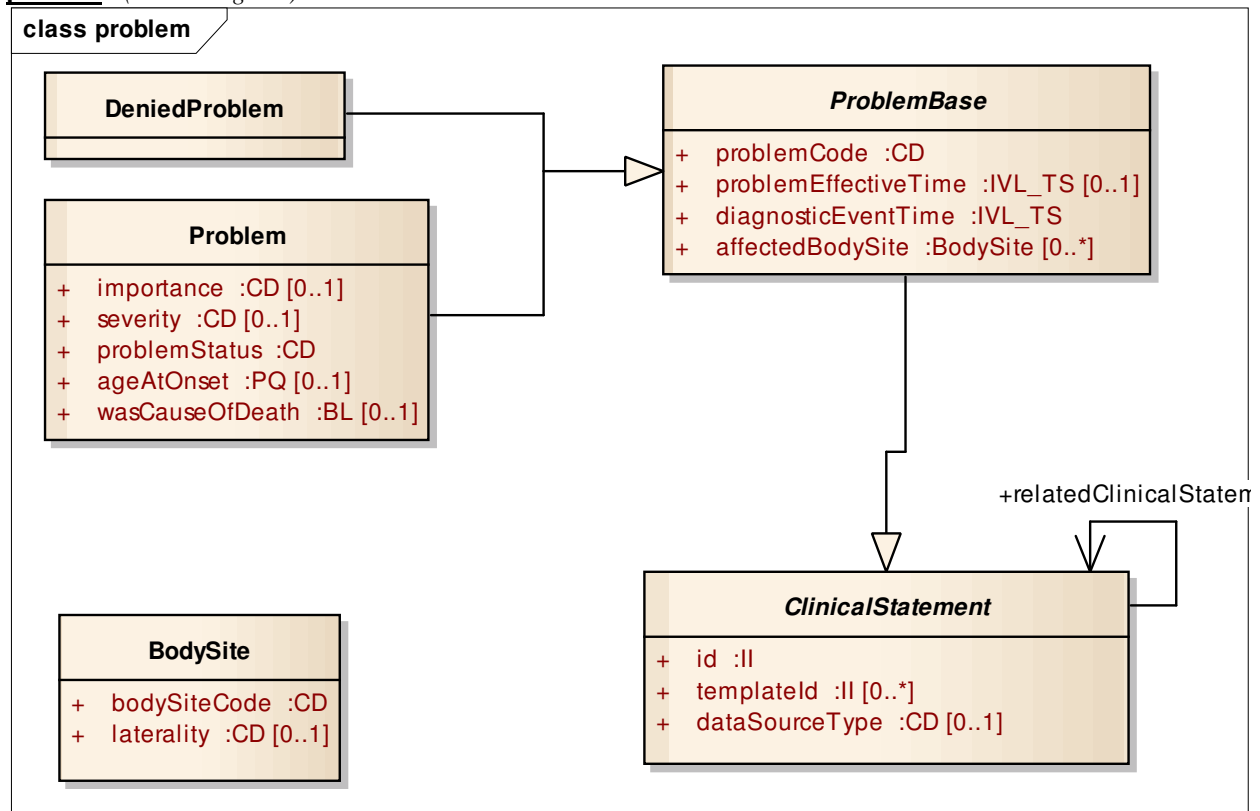 class problem
DeniedProblem
ProblemBase
+ problemCode :CD
+ problemEffectiveTime :IVL_TS [0..1]
+ diagnosticEventTime :IVL_TS
+ affectedBodySite :BodySite [0..*]
Problem
+ importance :CD [0..1]
+ severity :CD [0..1]
+ problemStatus :CD
+ ageAtOnset :PQ [0..1]
+ wasCauseOfDeath :BL [0..1]
+relatedClinicalStatem
ClinicalStatement
+ id :II
+ templateId :II [0..*]
+ dataSourceType :CD [0..1]
BodySite
+ bodySiteCode :CD
+ laterality :CD [0..1]